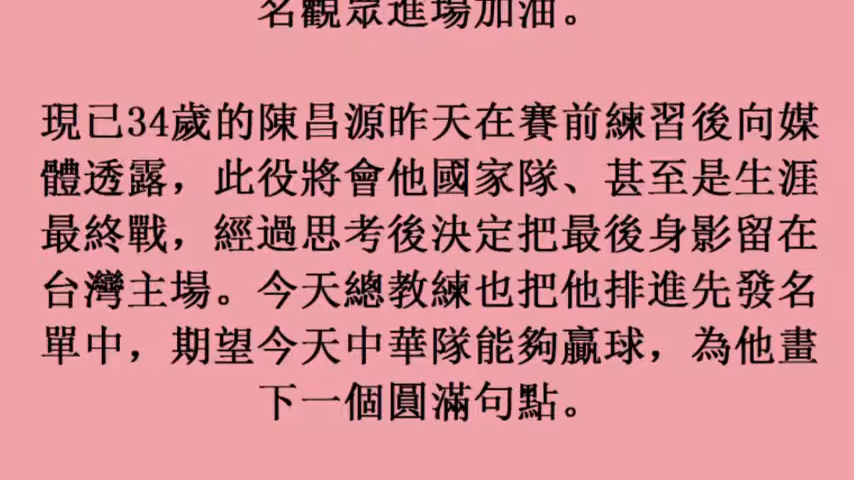 名觀眾進場加油。
現已34歲的陳昌源昨天在賽前練習後向媒
體透露，此役將會他國家隊、甚至是生涯
最終戰，經過思考後決定把最後身影留在
台灣主場。今天總教練也把他排進先發名
單中，期望今天中華隊能夠贏球，為他畫
下一個圓滿句點。